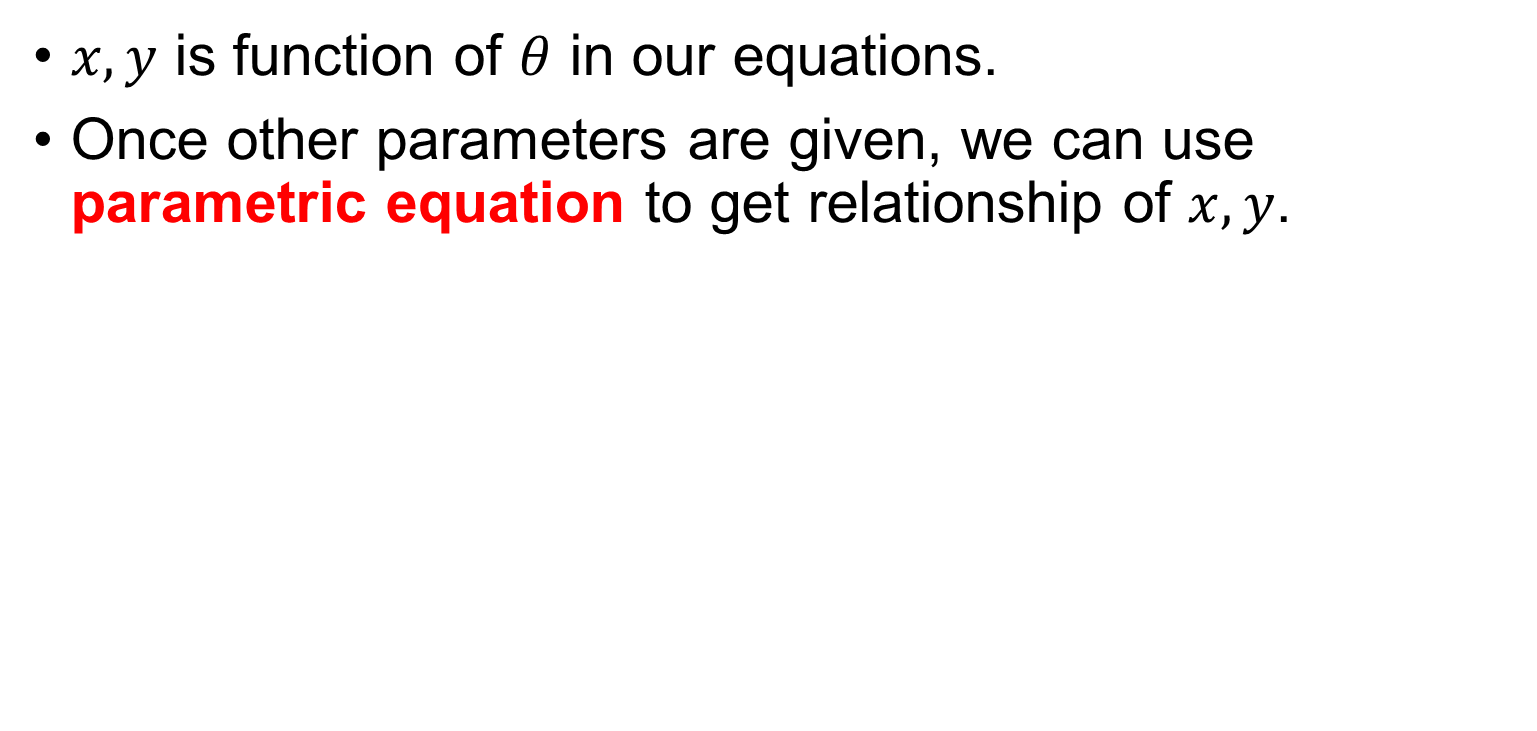 • x, y is function of θ in our equations.
• Once other parameters are given, we can use
parametric equation to get relationship of x, y.